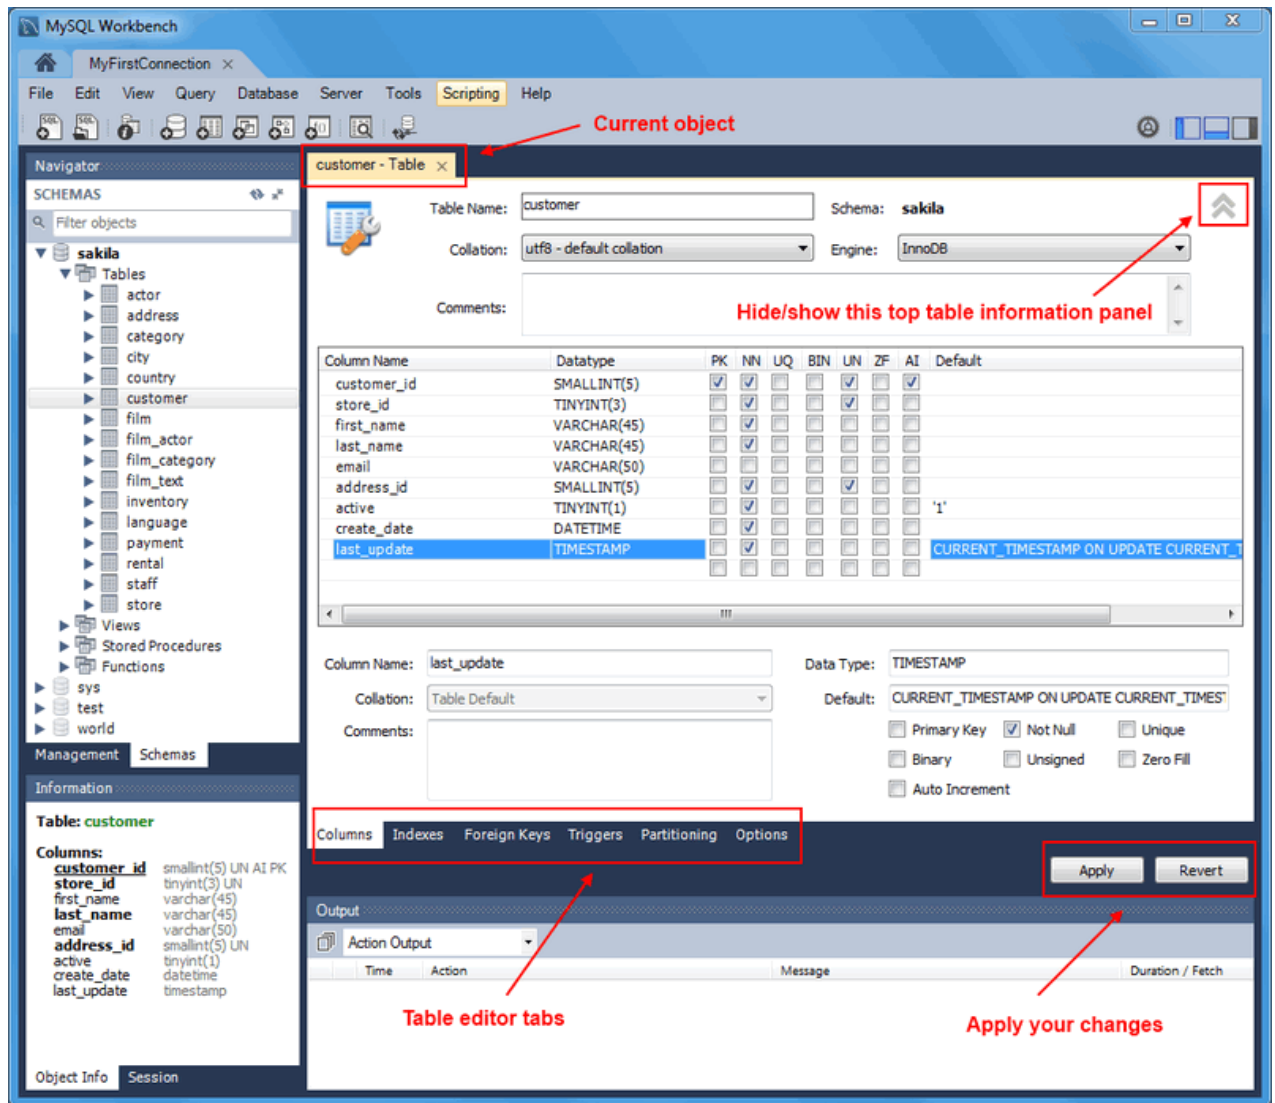 MySQL Workbench
MyFirstConnection
File Edit View Query Database Server Tools Scripting Help
Current object
Navigator
SCHEMAS
Filter objects
sakila
Tables
actor
address
category
city
country
customer
film
film_actor
film_category
film_text
inventory
language
payment
rental
staff
store
Views
Stored Procedures
Functions
sys
test
world
Management Schemas
Information
Table: customer
Columns:
customer_id smallint(5) UN AI PK
store_id tinyint(3) UN
first_name varchar(45)
last_name varchar(45)
email varchar(50)
address_id smallint(5) UN
active tinyint(1)
create_date datetime
last_update timestamp
Object Info Session
customer - Table
Table Name: customer Schema: sakila
Collation: utf8 - default collation Engine: InnoDB
Comments:
Hide/show this top table information panel
Column Name Datatype PK NN UQ BIN UN ZF AI Default
customer_id SMALLINT(5)
store_id TINYINT(3)
first_name VARCHAR(45)
last_name VARCHAR(45)
email VARCHAR(50)
address_id SMALLINT(5)
active TINYINT(1) '1'
create_date DATETIME
last_update TIMESTAMP CURRENT_TIMESTAMP ON UPDATE CURRENT_T
Column Name: last_update Data Type: TIMESTAMP
Collation: Table Default Default: CURRENT_TIMESTAMP ON UPDATE CURRENT_TIMEST
Comments:
Primary Key Not Null Unique
Binary Unsigned Zero Fill
Auto Increment
Columns Indexes Foreign Keys Triggers Partitioning Options
Apply Revert
Output
Action Output
Time Action Message Duration / Fetch
Table editor tabs
Apply your changes